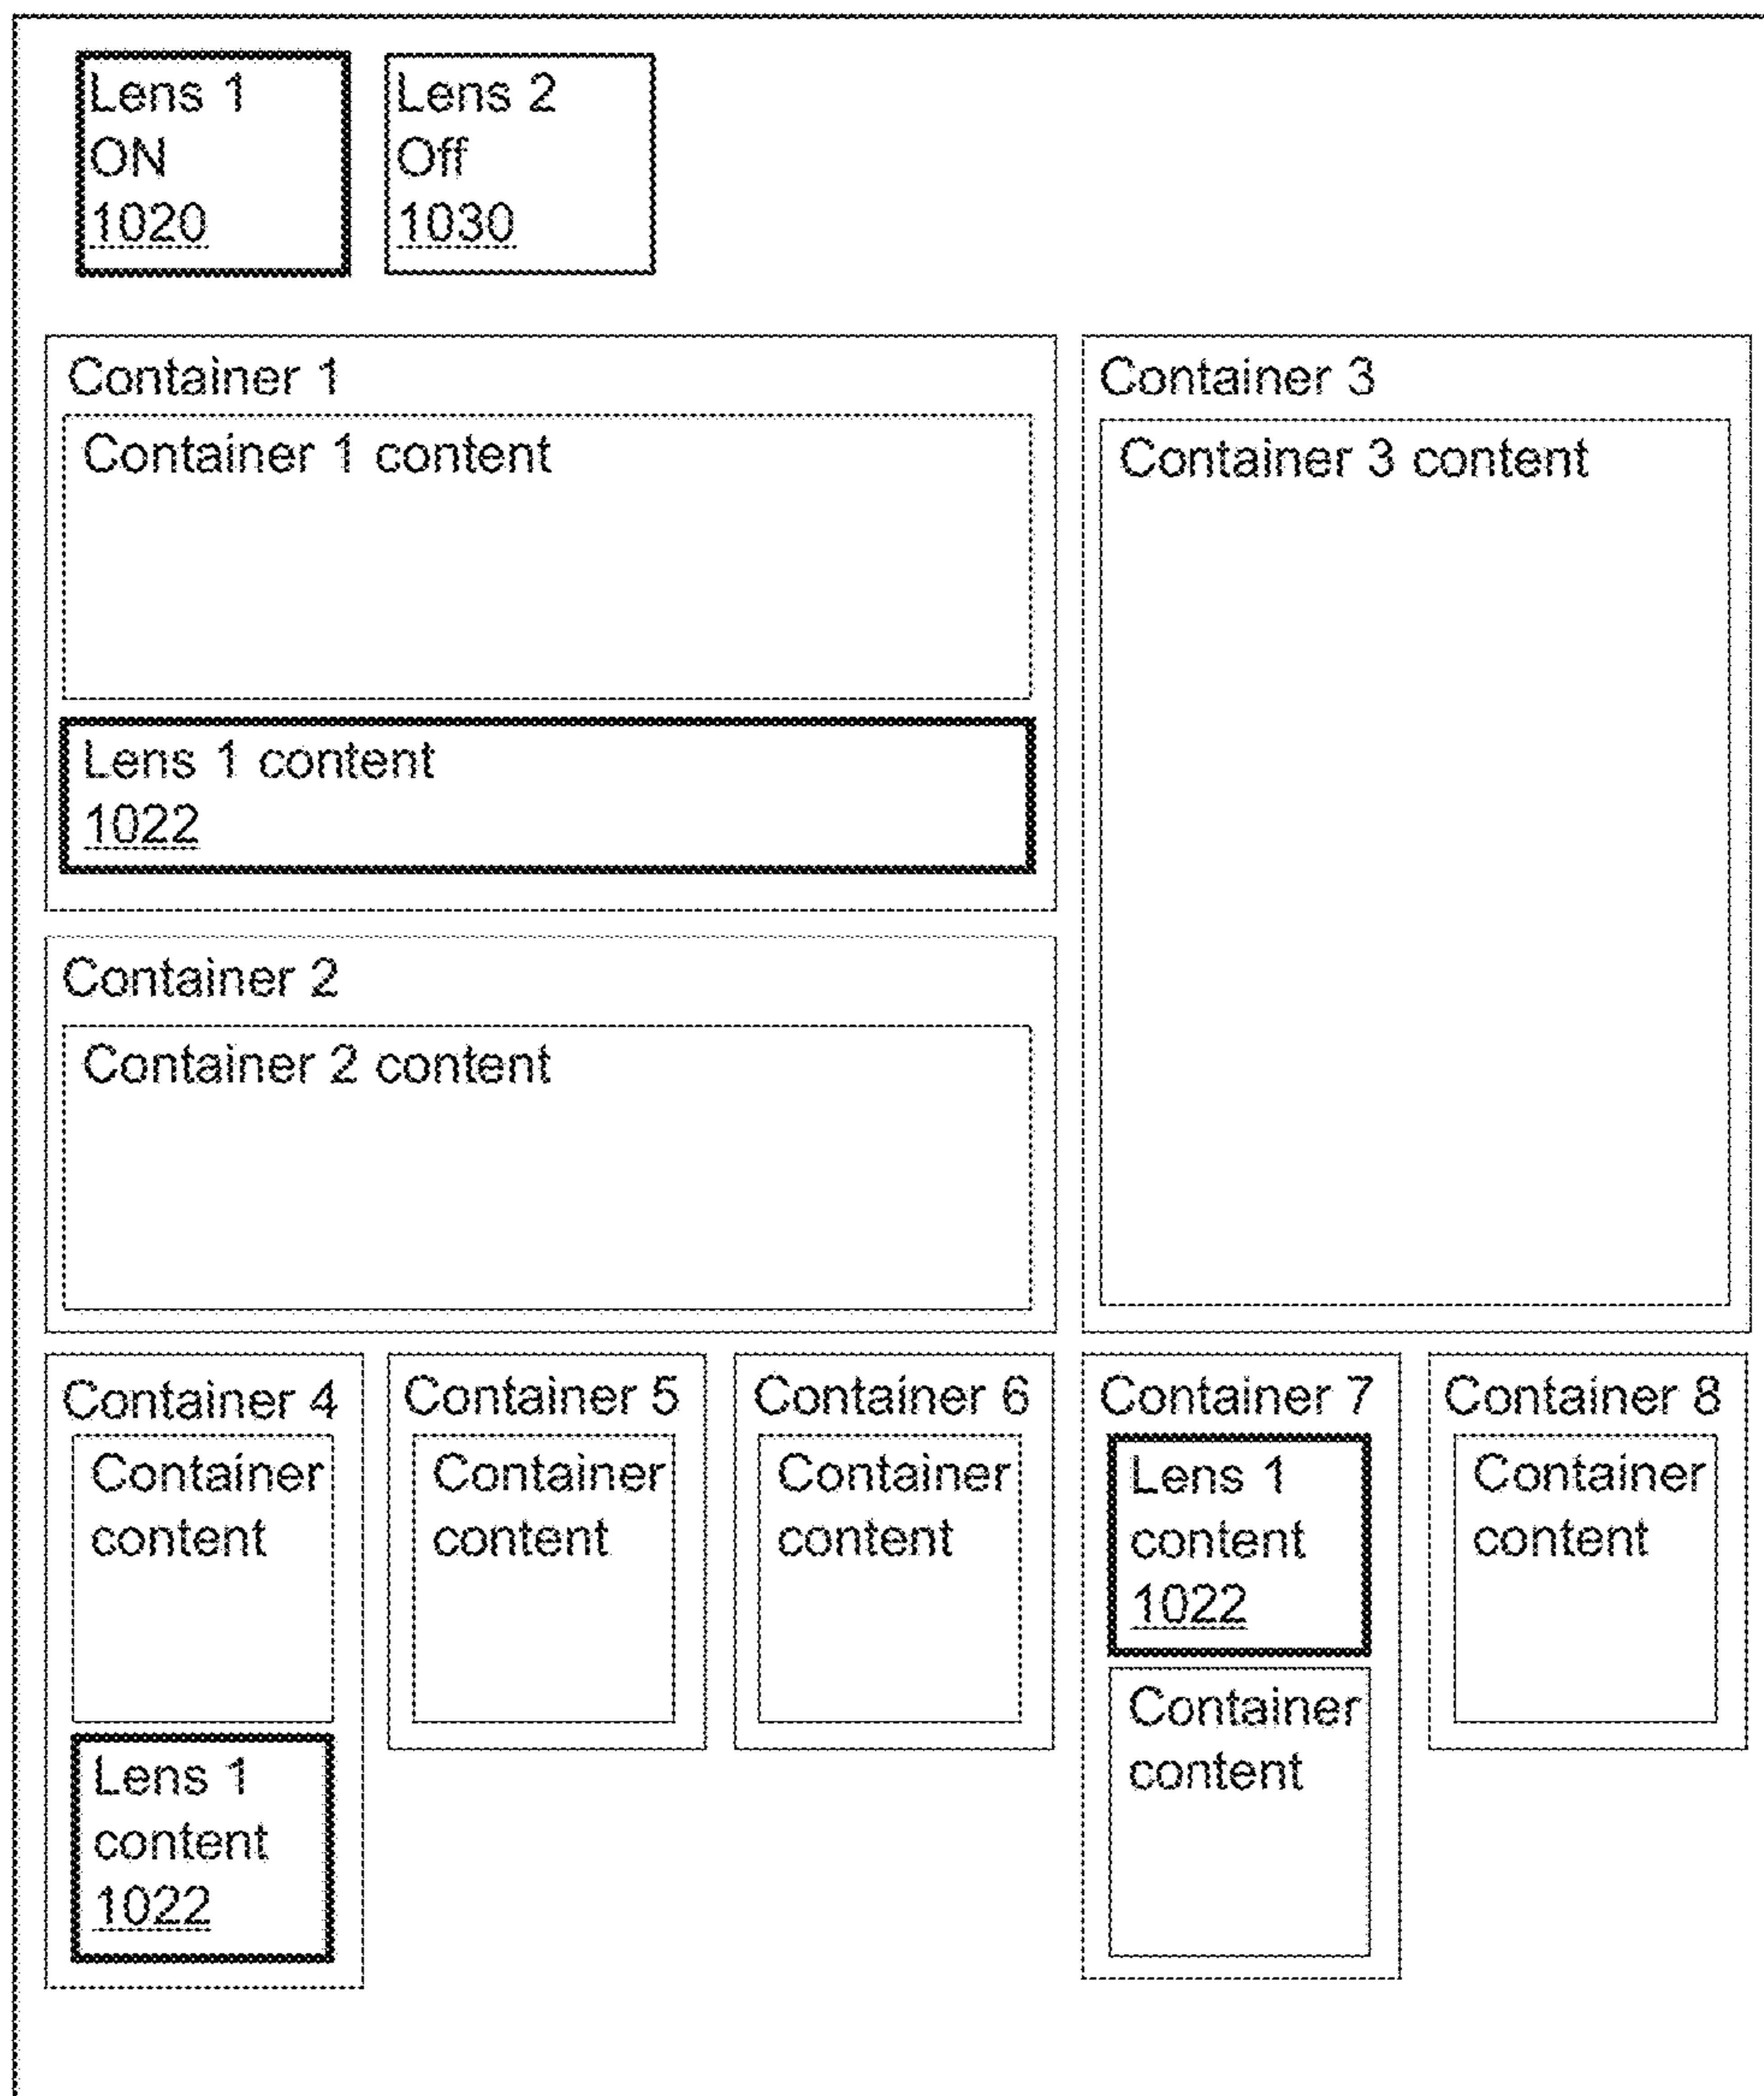 Lens 1
ON
1020
Lens 2
Off
1030
Container 1
Container 1 content
Lens 1 content
1022
Container 2
Container 2 content
Container 3
Container 3 content
Container 4
Container
content
Lens 1
content
1022
Container 5
Container
content
Container 6
Container
content
Container 7
Lens 1
content
1022
Container
content
Container 8
Container
content